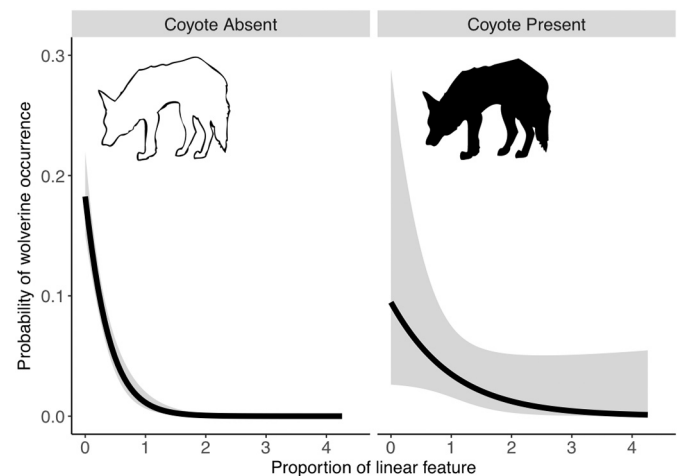 Coyote Absent
Coyote Present
Probability of wolverine occurrence
0.3
0.2
0.1
0.0
0 1 2 3 4
0 1 2 3 4
Proportion of linear feature